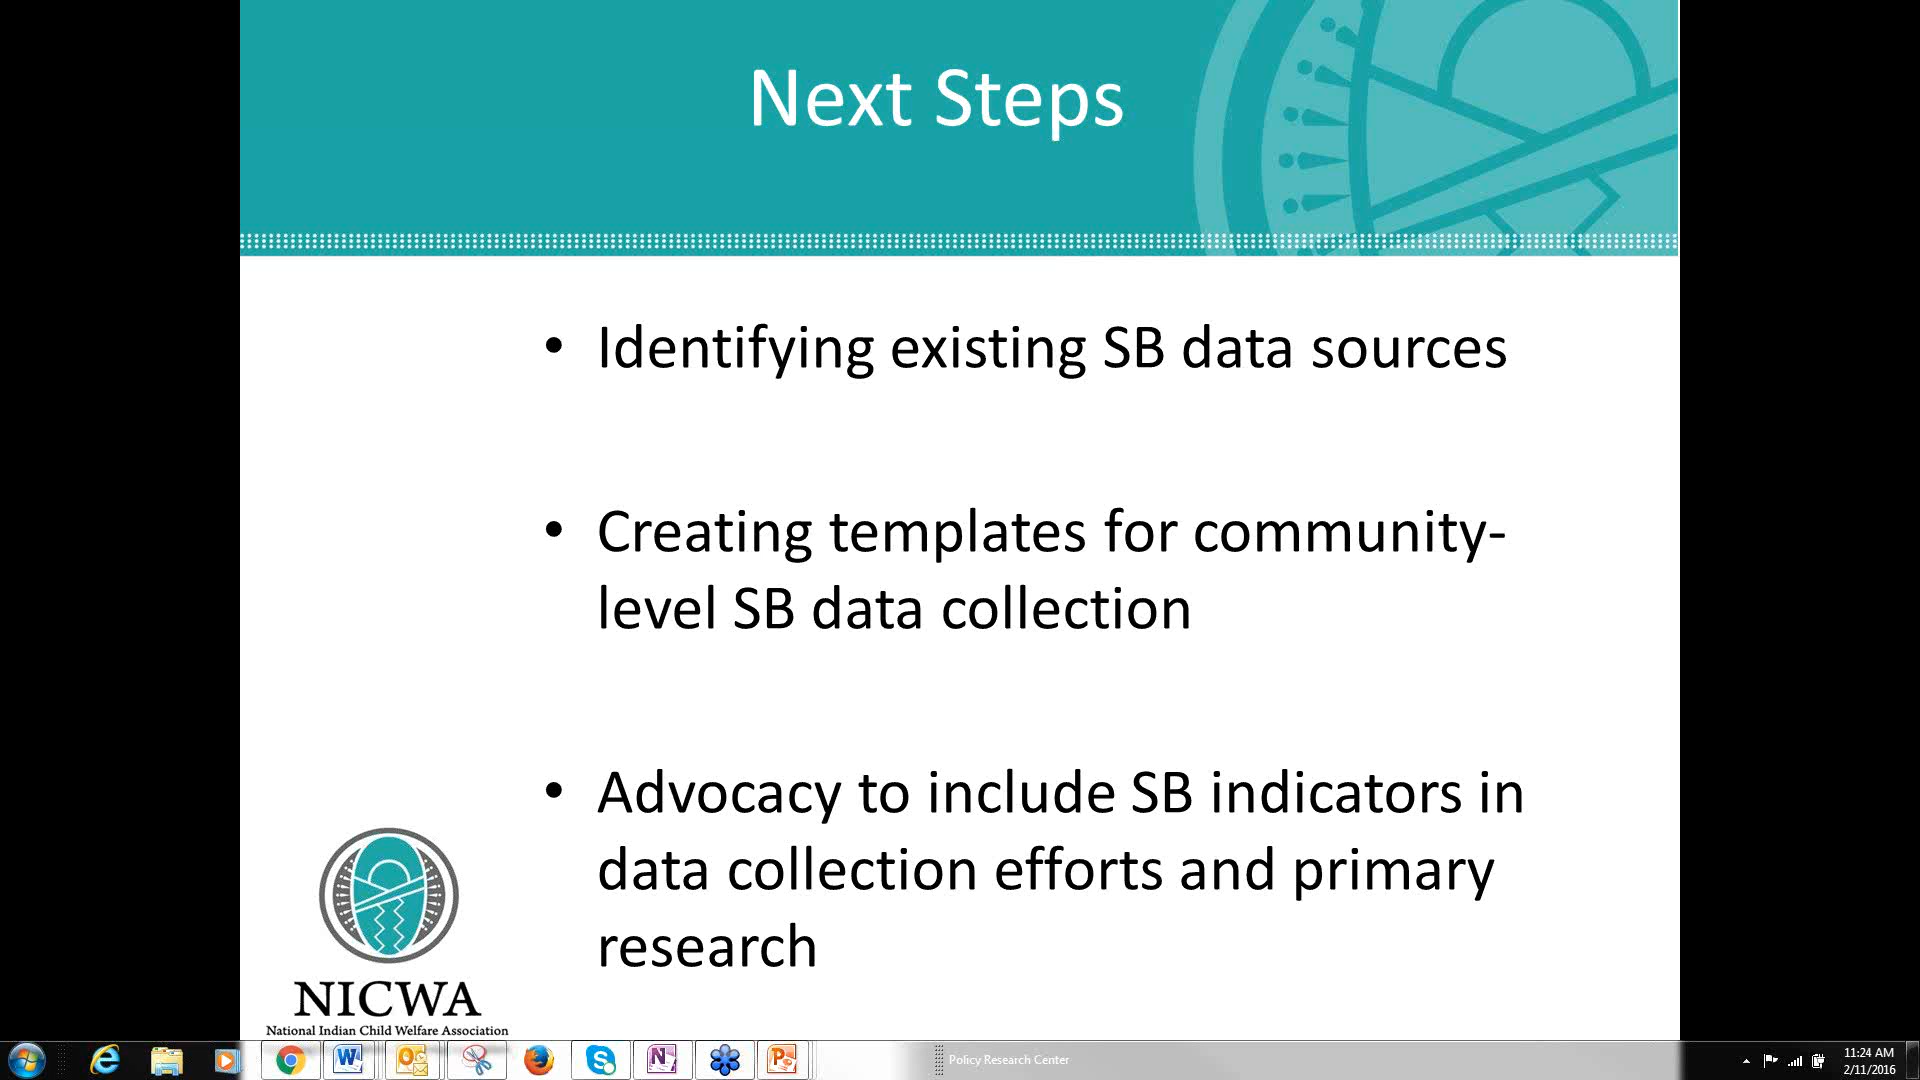 Next Steps
• Identifying existing SB data sources
• Creating templates for community-
level SB data collection
• Advocacy to include SB indicators in
data collection efforts and primary
research
NICWA
National Indian Child Welfare Association
Policy Research Center
11:24 AM
2/11/2016